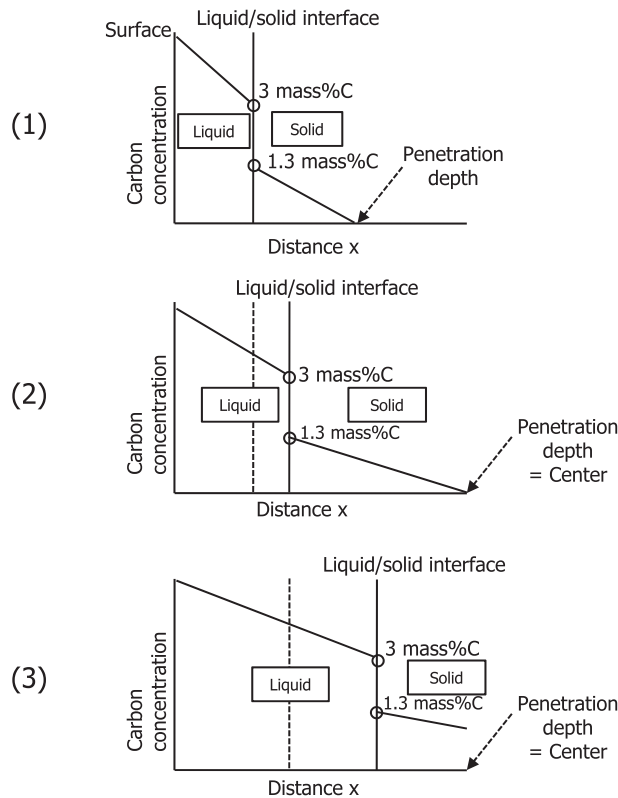 (1)
Surface
Liquid/solid interface
3 mass%C
Liquid
Solid
1.3 mass%C
Penetration
depth
Carbon
concentration
Distance x
(2)
Liquid/solid interface
3 mass%C
Liquid
Solid
1.3 mass%C
Penetration
depth
= Center
Carbon
concentration
Distance x
(3)
Liquid/solid interface
3 mass%C
Liquid
Solid
1.3 mass%C
Penetration
depth
= Center
Carbon
concentration
Distance x